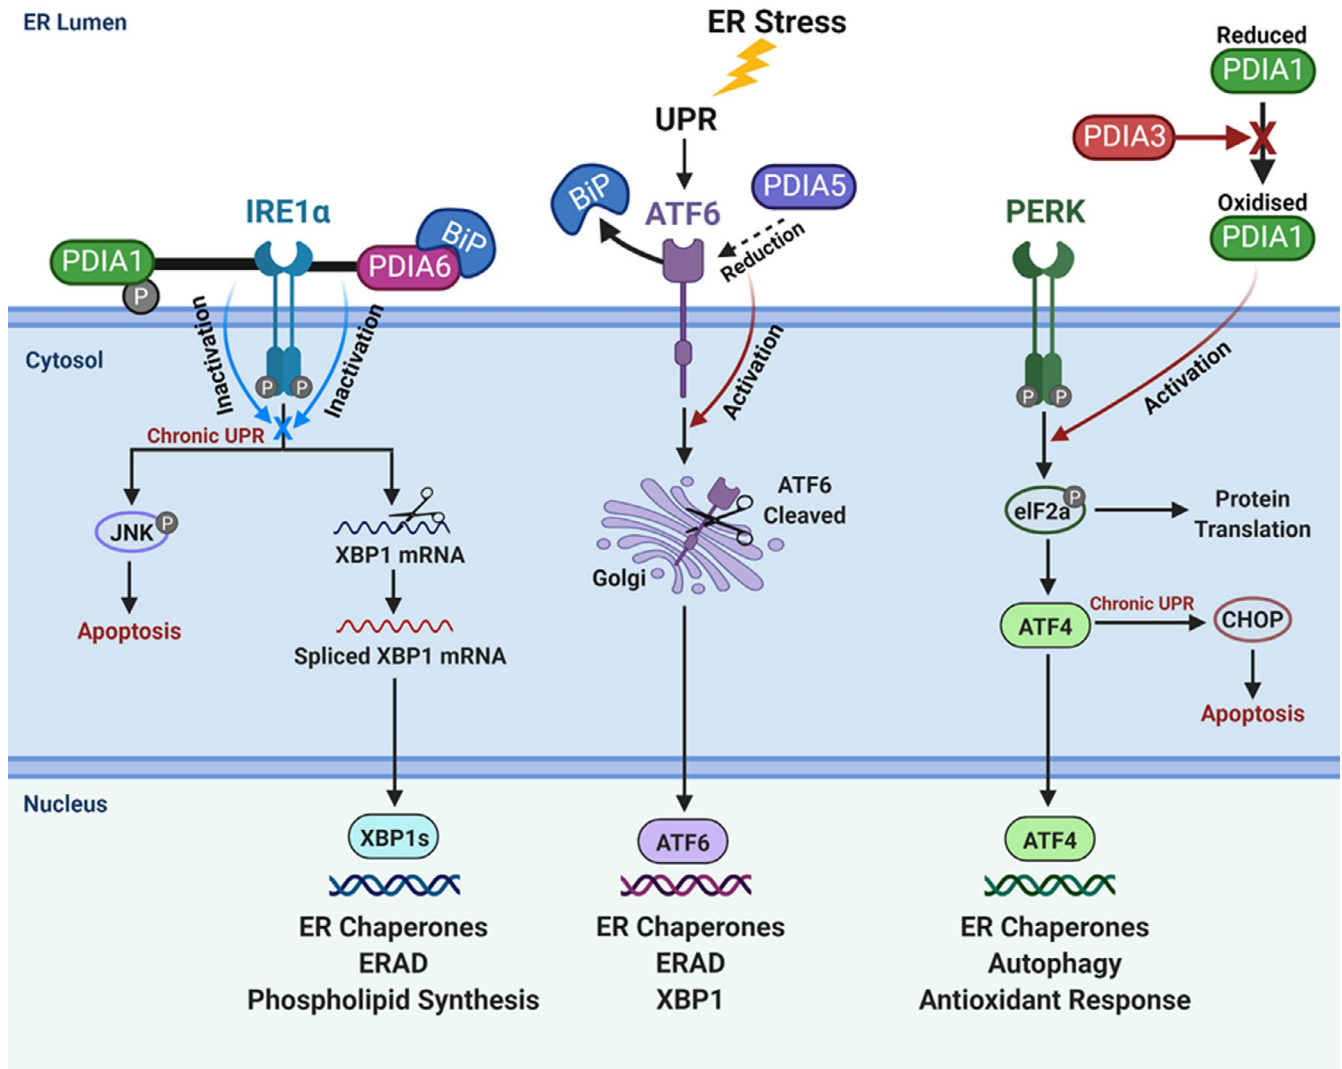 ER Lumen
ER Stress
UPR
Reduced
PDIA1
PDIA3
X
Oxidised
PDIA1
IRE1α
PDIA1
P
PDIA6
BiP
BiP
ATF6
PDIA5
Reduction
PERK
Inactivation
Inactivation
Activation
Activation
Cytosol
P
P
X
Chronic UPR
JNK
P
Apoptosis
XBP1 mRNA
Spliced XBP1 mRNA
ATF6
Cleaved
Golgi
P
P
eIF2a
P
Protein
Translation
ATF4
Chronic UPR
CHOP
Apoptosis
Nucleus
XBP1s
ER Chaperones
ERAD
Phospholipid Synthesis
ATF6
ER Chaperones
ERAD
XBP1
ATF4
ER Chaperones
Autophagy
Antioxidant Response